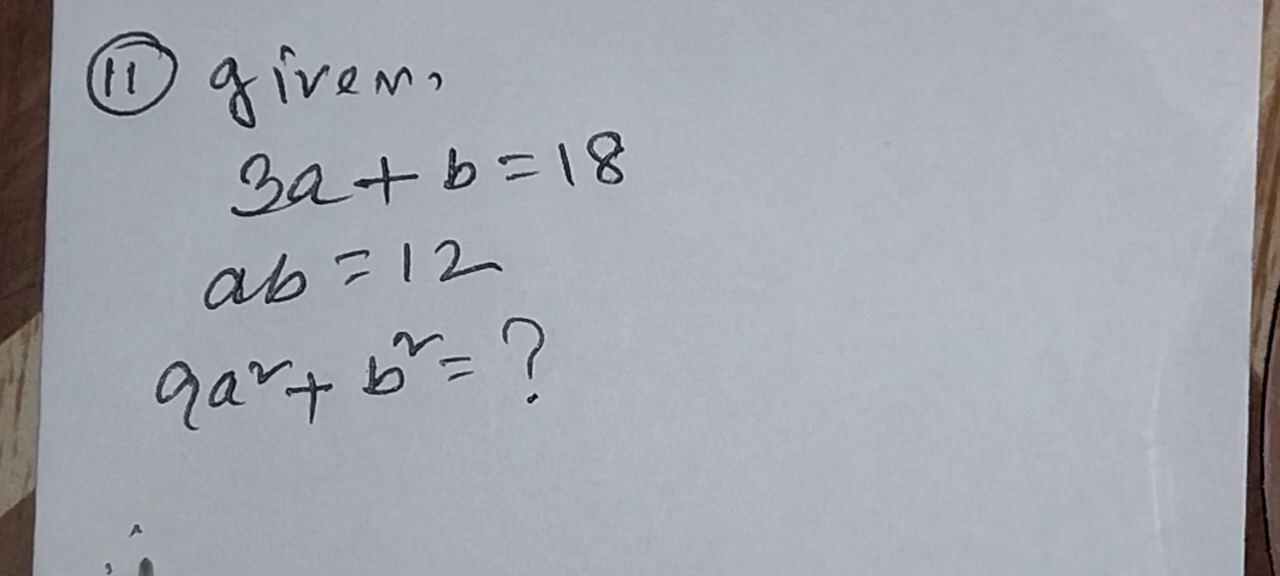 ⑪ given,
3a + b = 18
ab = 12
9a² + b² = ?